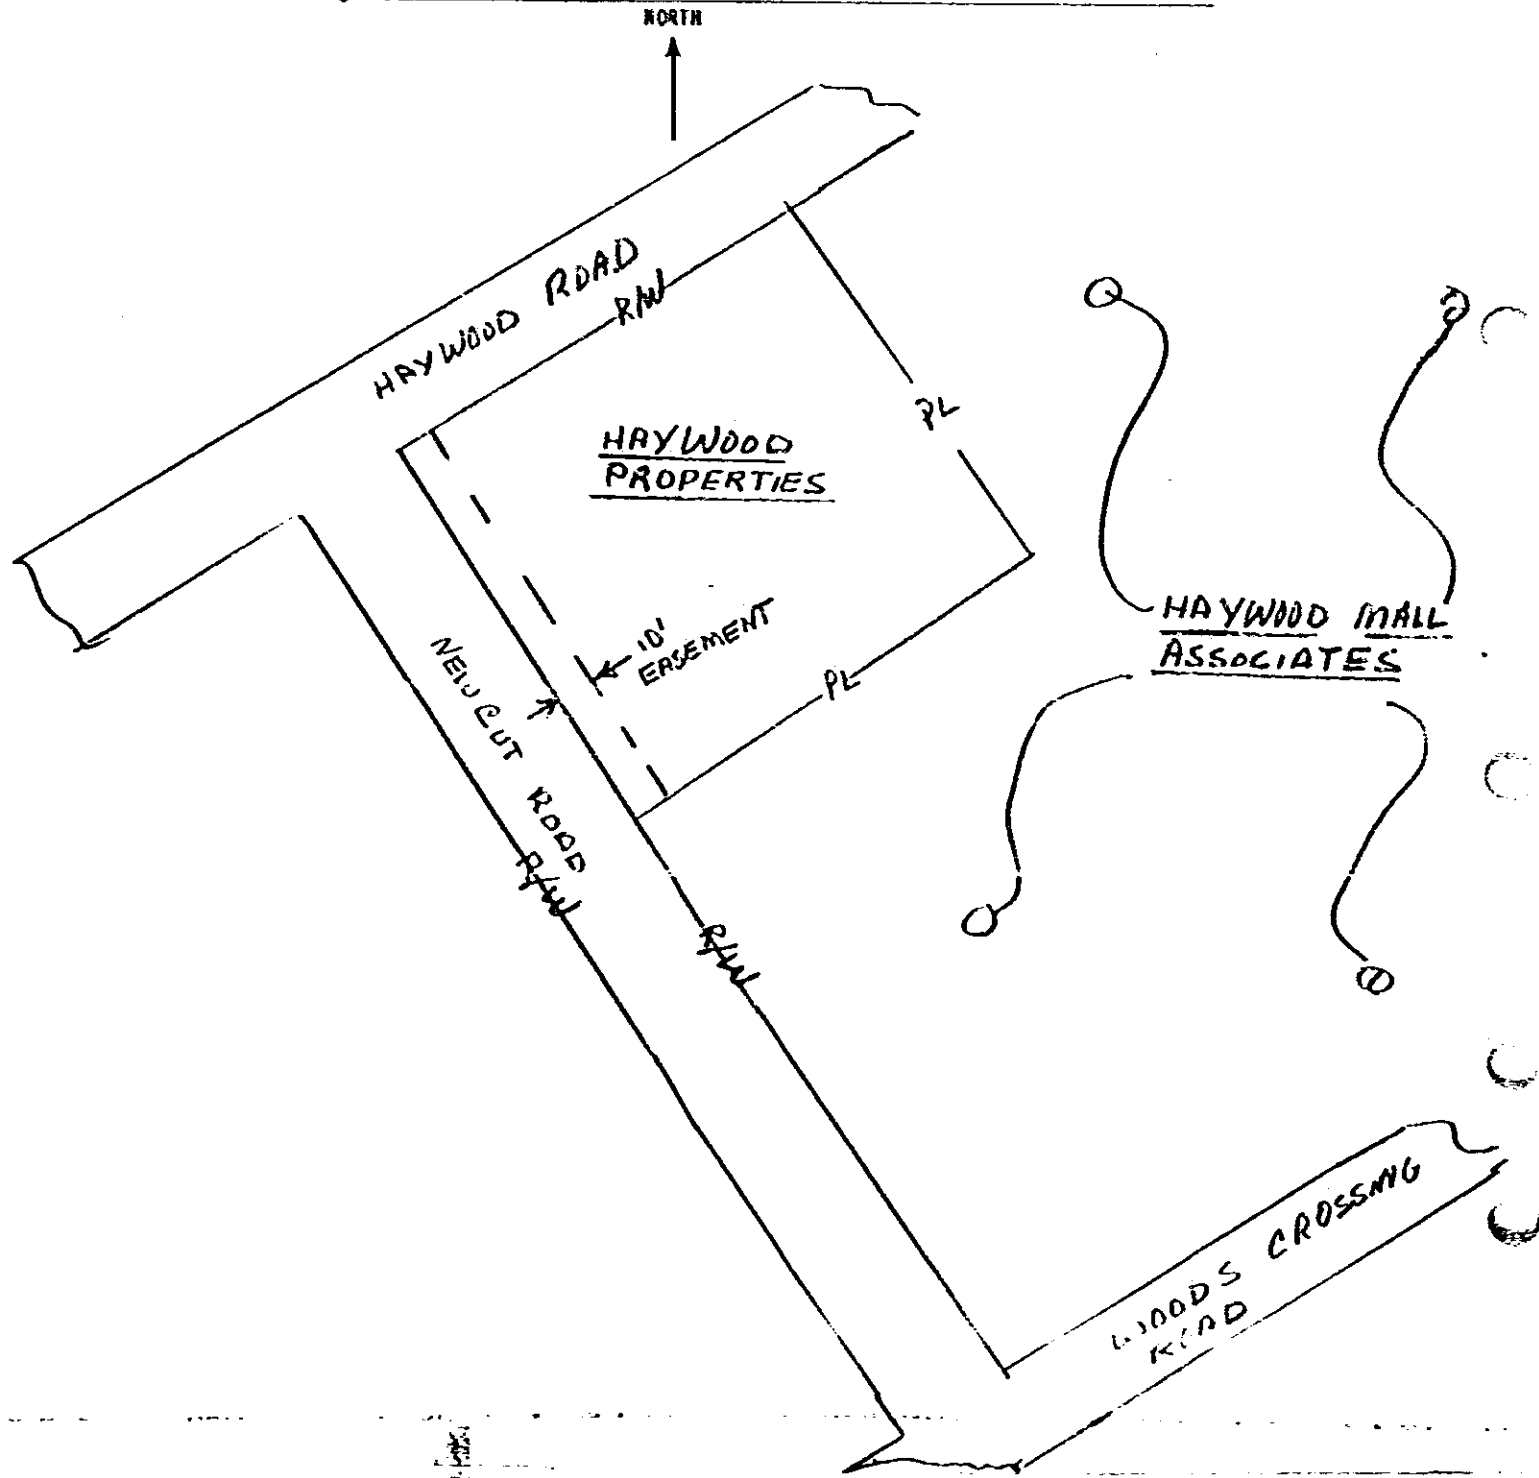 NORTH
HAYWOOD ROAD
R/W
PL
HAYWOOD
PROPERTIES
HAYWOOD MALL
ASSOCIATES
10'
EASEMENT
PL
NEW CUT ROAD
R/W
R/W
WOODS CROSSING
ROAD